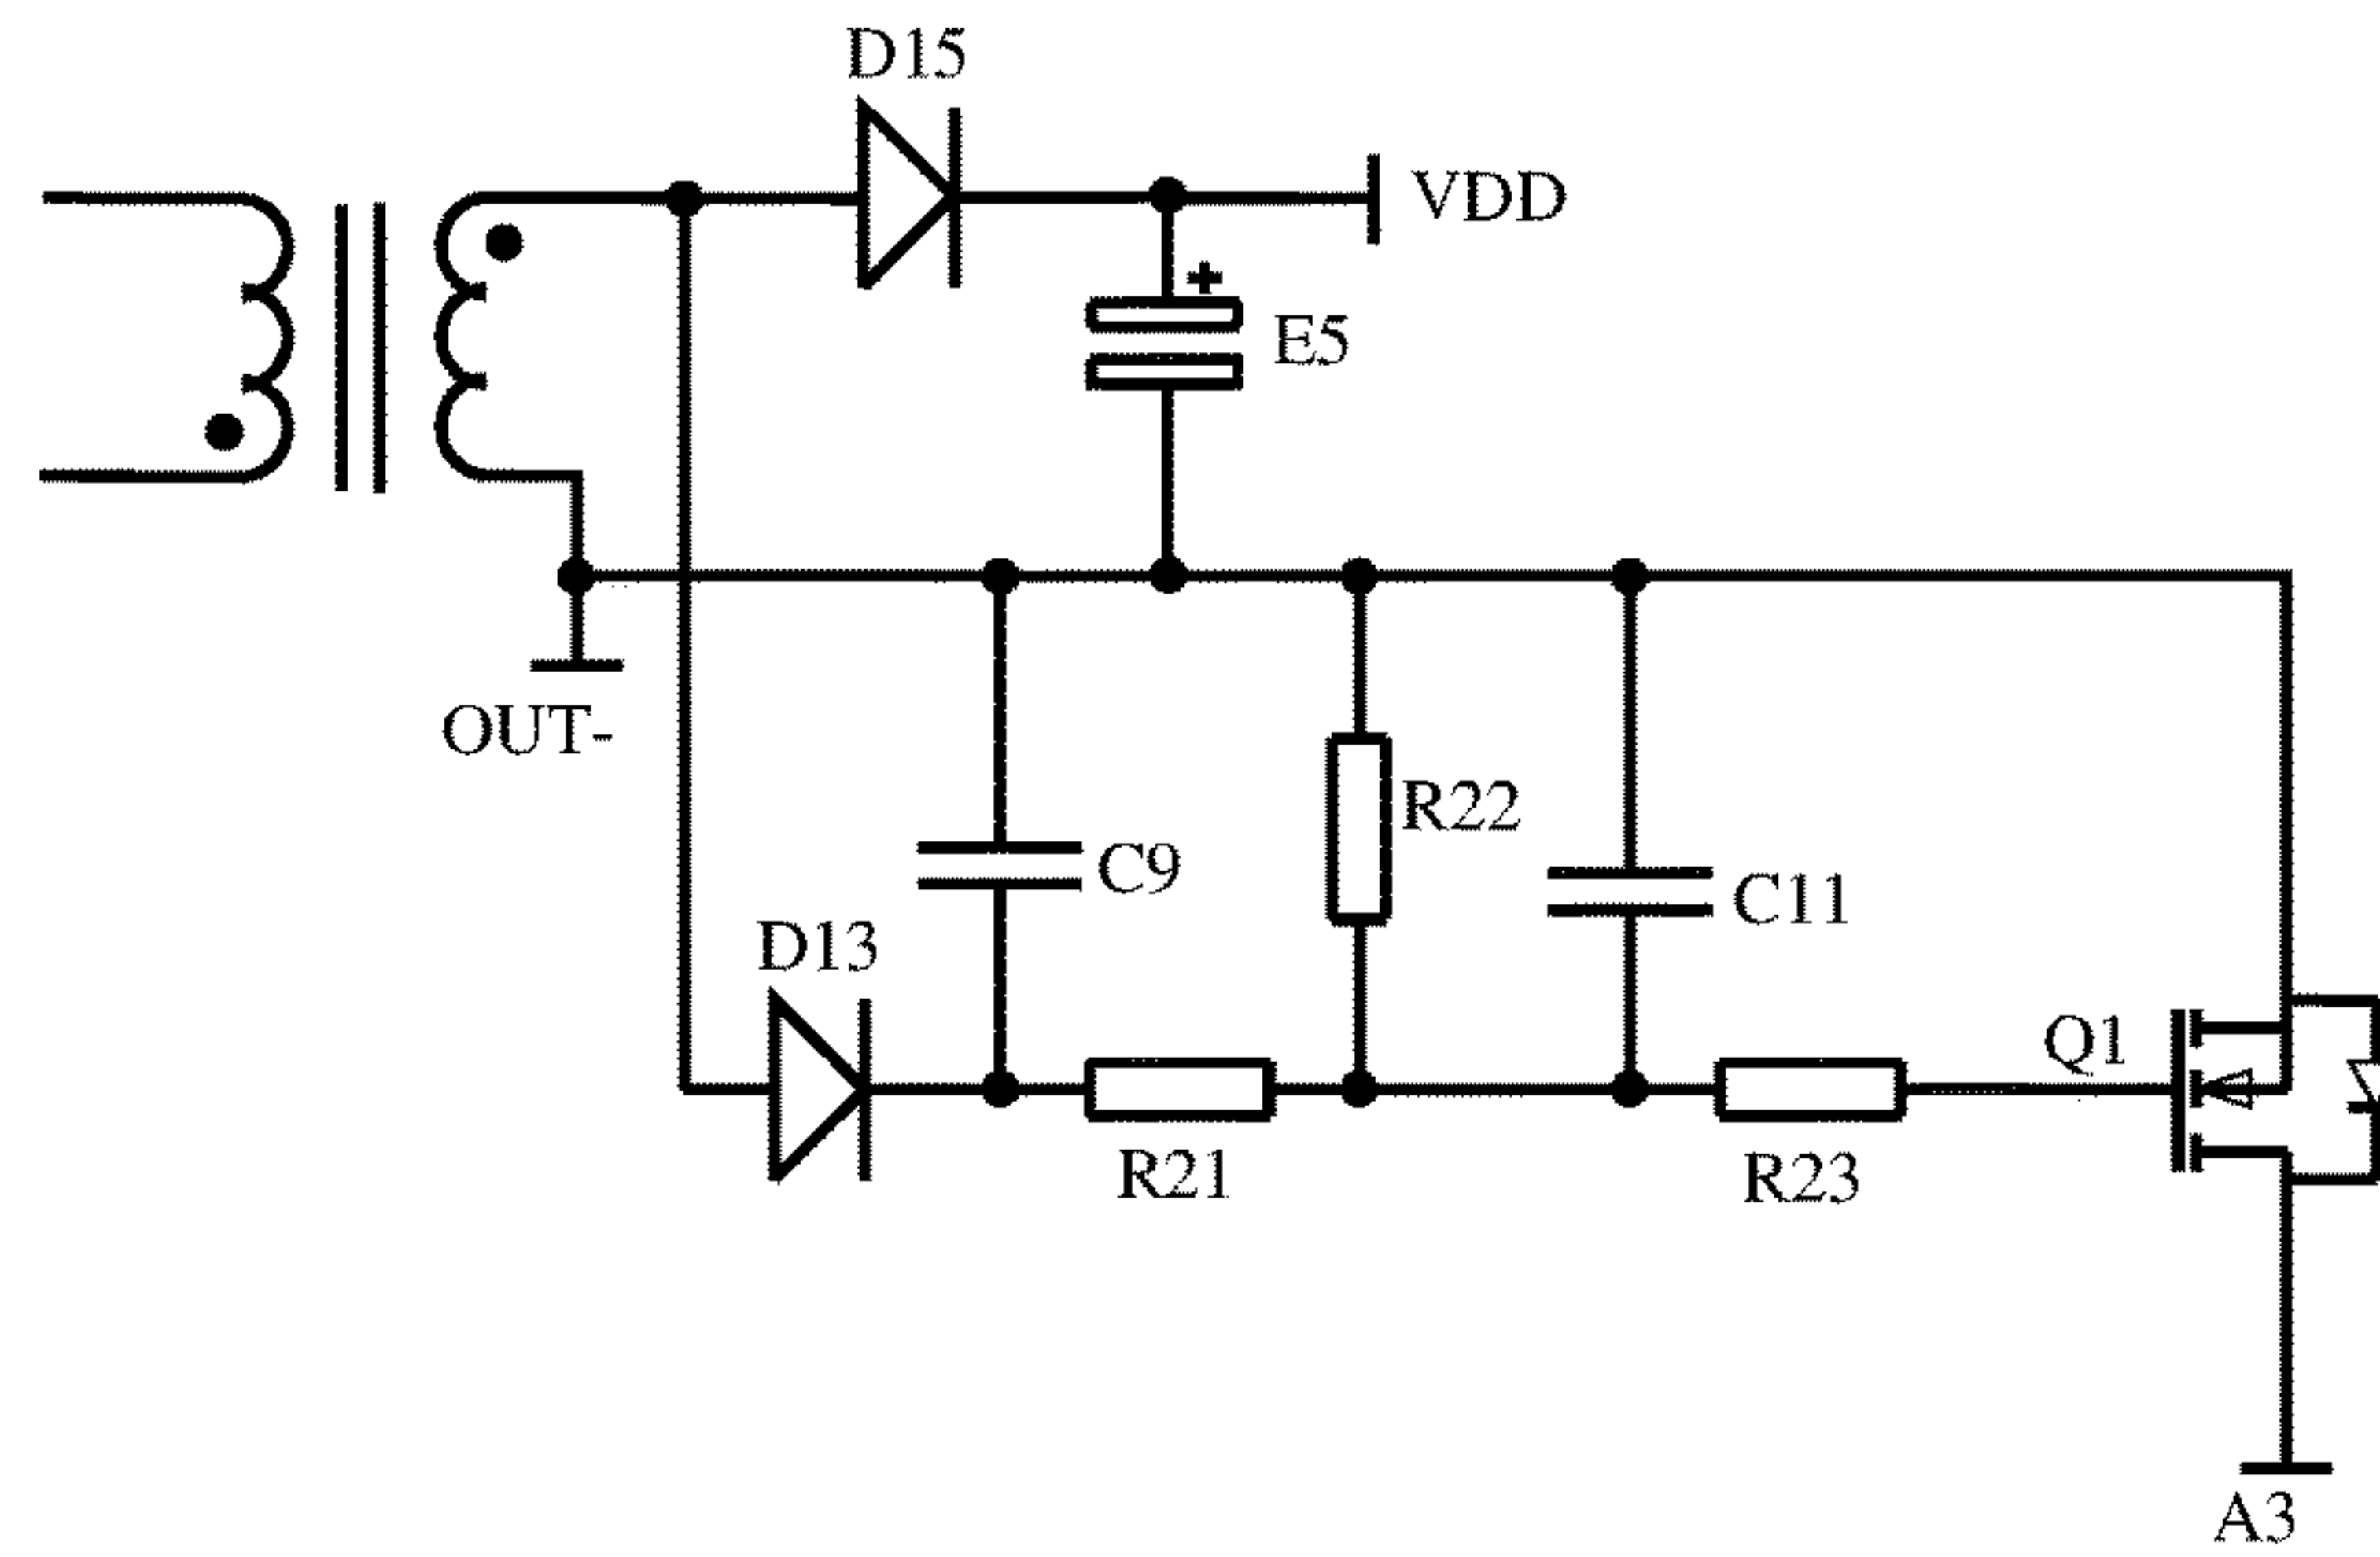 D15
VDD
+
E5
OUT-
R22
C9
C11
D13
Q1
R21
R23
A3